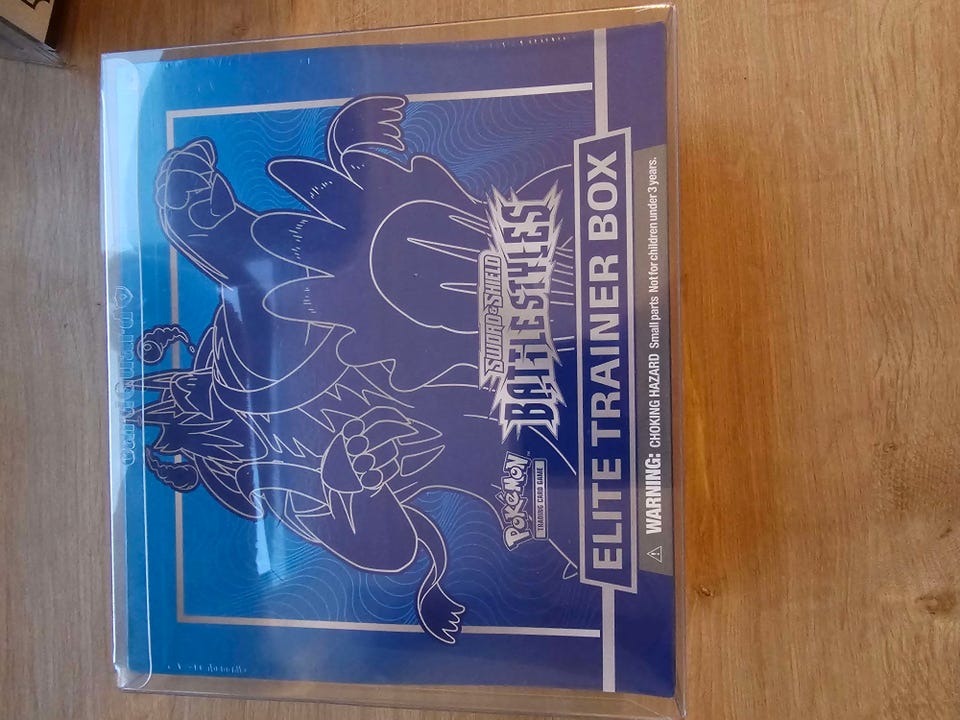 SWORD & SHIELD
BATTLE STYLES
POKéMON™
TRADING CARD GAME
ELITE TRAINER BOX
WARNING: CHOKING HAZARD Small parts Not for children under 3 years.